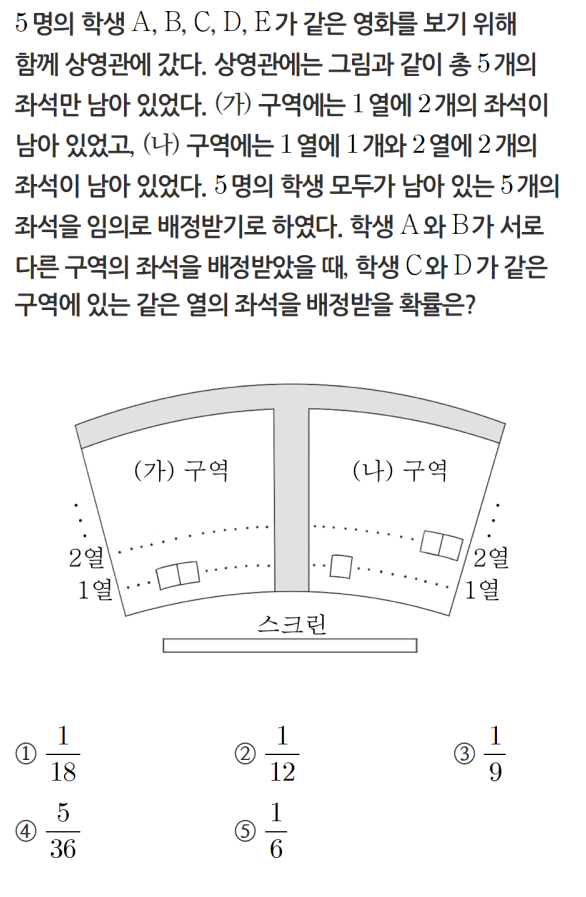 5명의 학생 A, B, C, D, E가 같은 영화를 보기 위해
함께 상영관에 갔다. 상영관에는 그림과 같이 총 5개의
좌석만 남아 있었다. (가) 구역에는 1열에 2개의 좌석이
남아 있었고, (나) 구역에는 1열에 1개와 2열에 2개의
좌석이 남아 있었다. 5명의 학생 모두가 남아 있는 5개의
좌석을 임의로 배정받기로 하였다. 학생 A와 B가 서로
다른 구역의 좌석을 배정받았을 때, 학생 C와 D가 같은
구역에 있는 같은 열의 좌석을 배정받을 확률은?
(가) 구역 (나) 구역
2열 2열
1열 1열
스크린
① 1/18 ② 1/12 ③ 1/9
④ 5/36 ⑤ 1/6